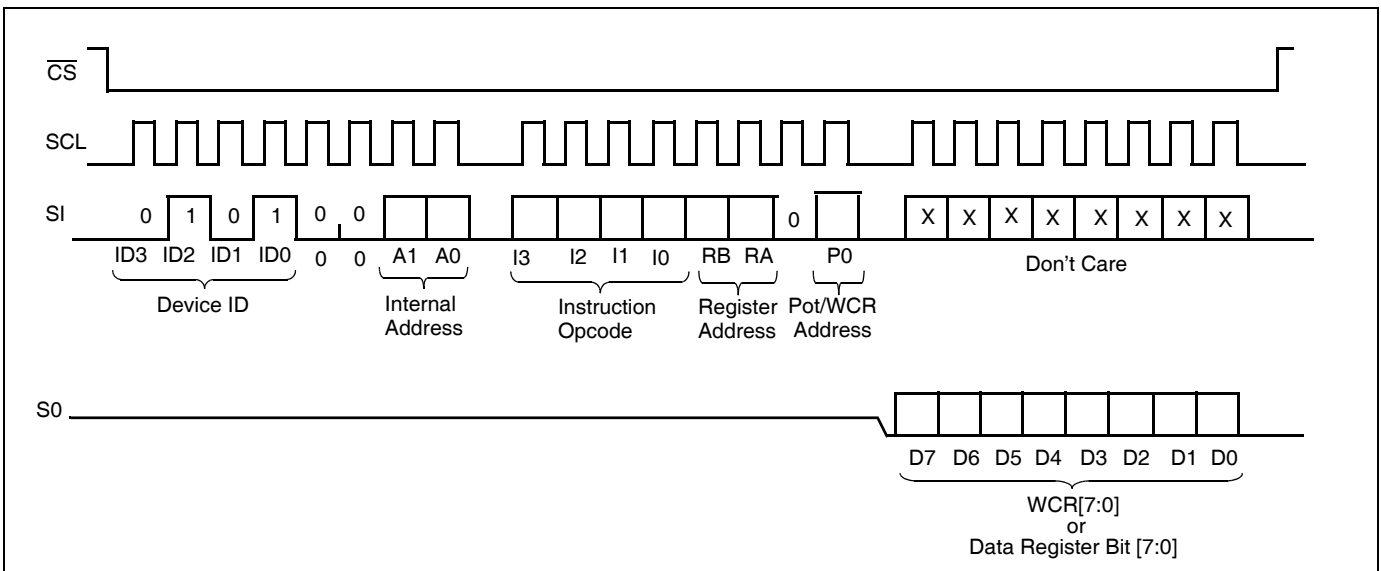 CS
SCL
SI
0 1 0 1 0 0
X X X X X X X X
0
ID3 ID2 ID1 ID0 0 0 A1 A0 I3 I2 I1 I0 RB RA P0
Don't Care
Device ID
Internal
Address
Instruction
Opcode
Register
Address
Pot/WCR
Address
S0
D7 D6 D5 D4 D3 D2 D1 D0
WCR[7:0]
or
Data Register Bit [7:0]